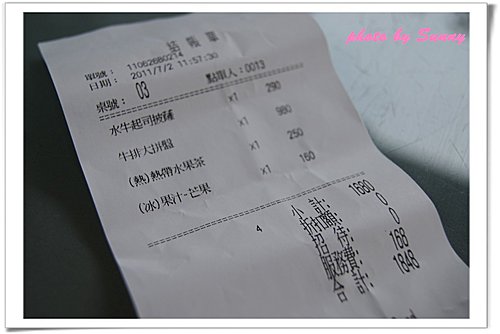 photo by Sunny
結帳單
單號： 11062680214
日期： 2011/7/2 11:57:30
桌號： 03 點單人：0013
水牛起司披薩 x1 290
牛排大拼盤 x1 980
(熱)熱帶水果茶 x1 250
(冰)果汁-芒果 x1 160
4 小 計： 1680
折扣額： 0
招 待： 0
服務費： 168
合 計： 1848